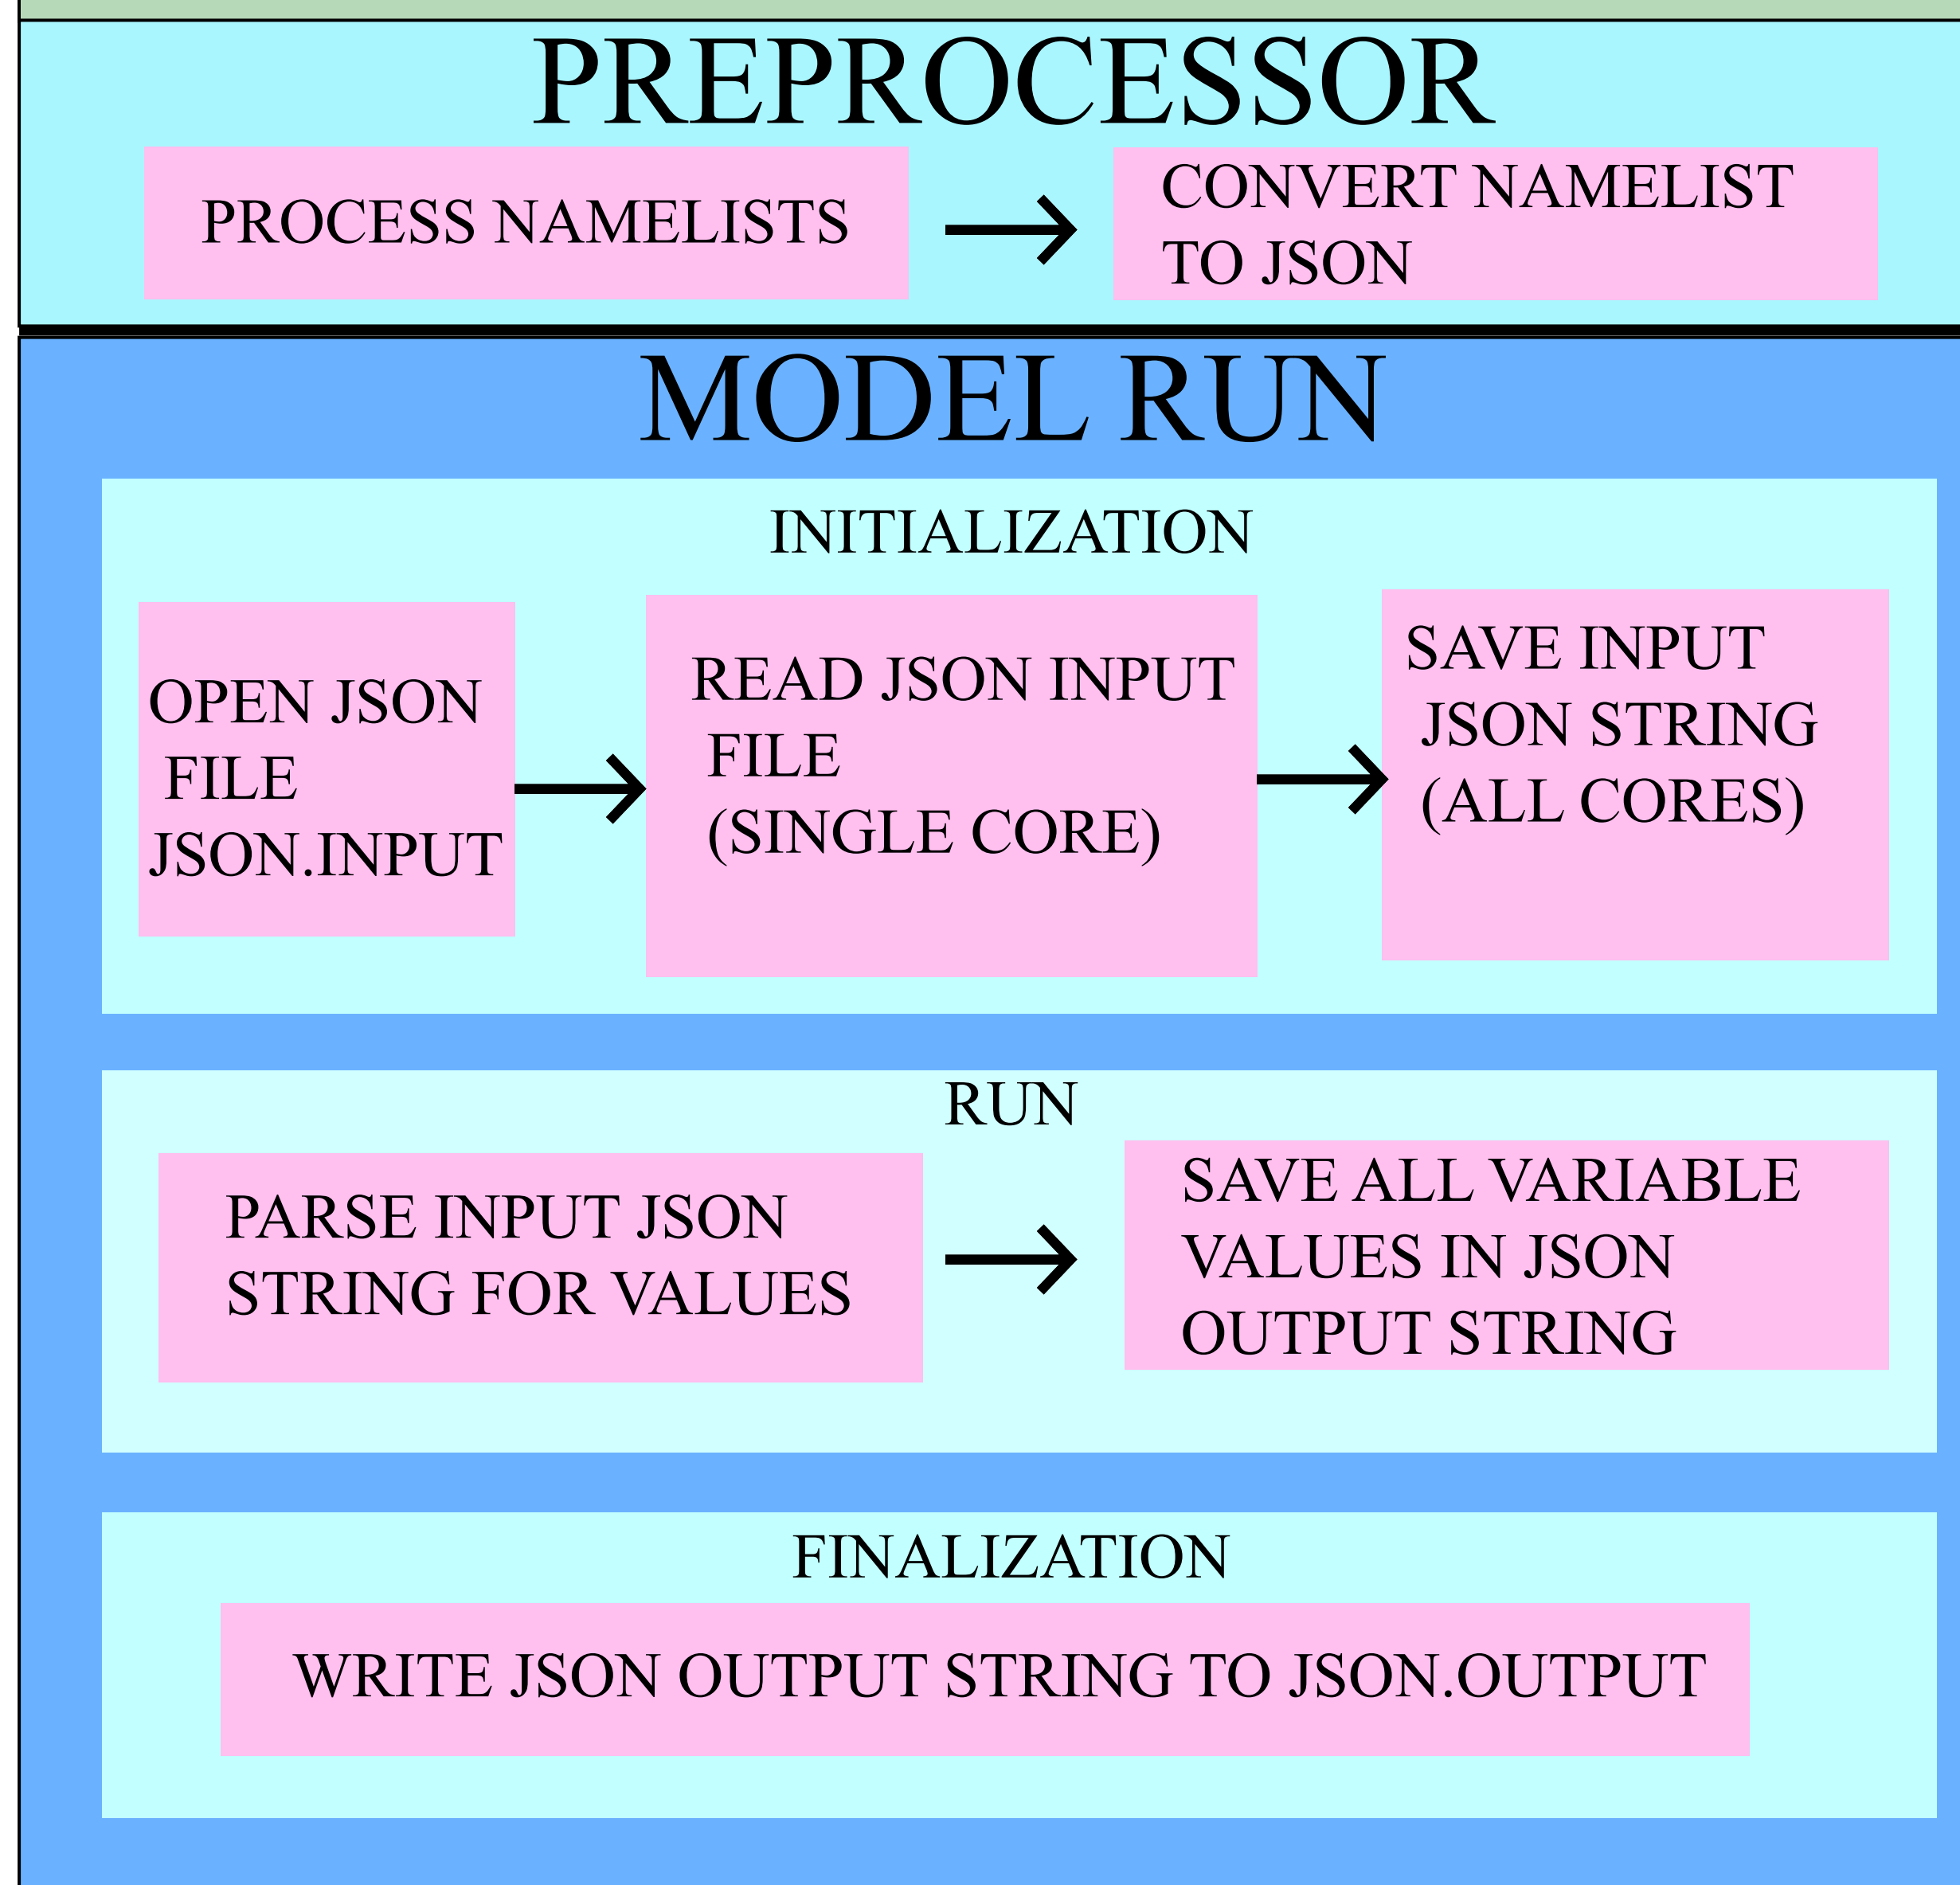 PREPROCESSOR
PROCESS NAMELISTS
CONVERT NAMELIST
TO JSON
MODEL RUN
INITIALIZATION
OPEN JSON
FILE
JSON.INPUT
READ JSON INPUT
FILE
(SINGLE CORE)
SAVE INPUT
JSON STRING
(ALL CORES)
RUN
PARSE INPUT JSON
STRING FOR VALUES
SAVE ALL VARIABLE
VALUES IN JSON
OUTPUT STRING
FINALIZATION
WRITE JSON OUTPUT STRING TO JSON.OUTPUT